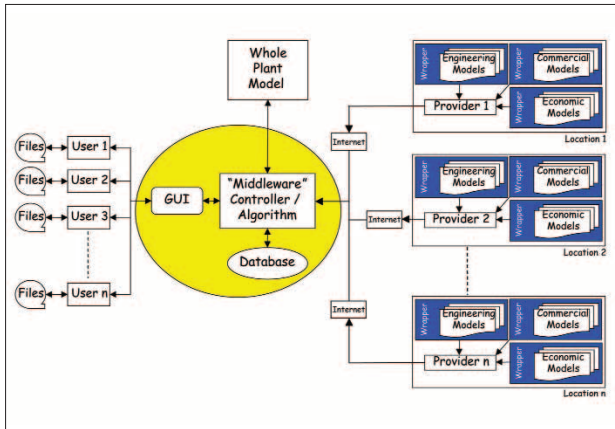 Whole
Plant
Model
Files
User 1
Files
User 2
Files
User 3
Files
User n
GUI
"Middleware"
Controller /
Algorithm
Database
Internet
Internet
Internet
Wrapper
Engineering
Models
Wrapper
Commercial
Models
Provider 1
Wrapper
Economic
Models
Location 1
Wrapper
Engineering
Models
Wrapper
Commercial
Models
Provider 2
Wrapper
Economic
Models
Location 2
Wrapper
Engineering
Models
Wrapper
Commercial
Models
Provider n
Wrapper
Economic
Models
Location n